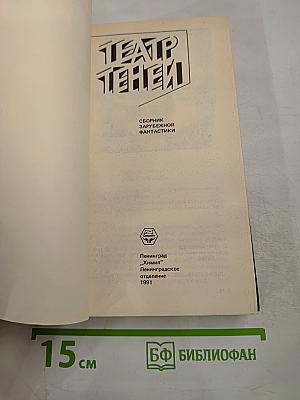 ТЕАТР
ТЕНЕЙ
СБОРНИК
ЗАРУБЕЖНОЙ
ФАНТАСТИКИ
Ленинград
„Химия"
Ленинградское
отделение
1991
15 см
БФ БИБЛИОФАН